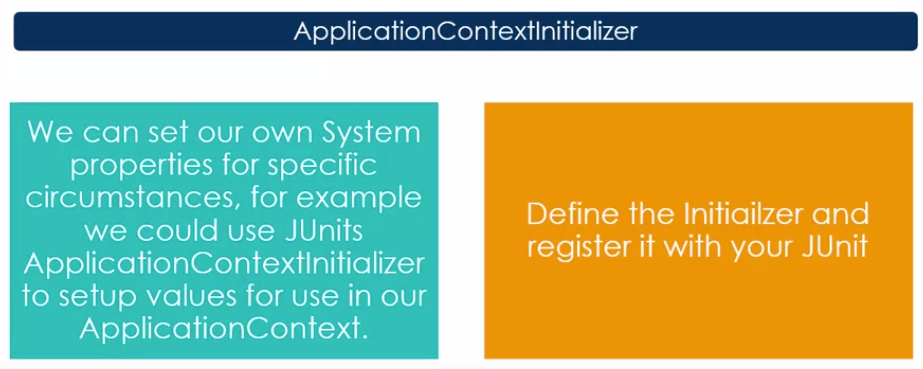 ApplicationContextInitializer
We can set our own System
properties for specific
circumstances, for example
we could use JUnits
ApplicationContextInitializer
to setup values for use in our
ApplicationContext.
Define the Initiailzer and
register it with your JUnit